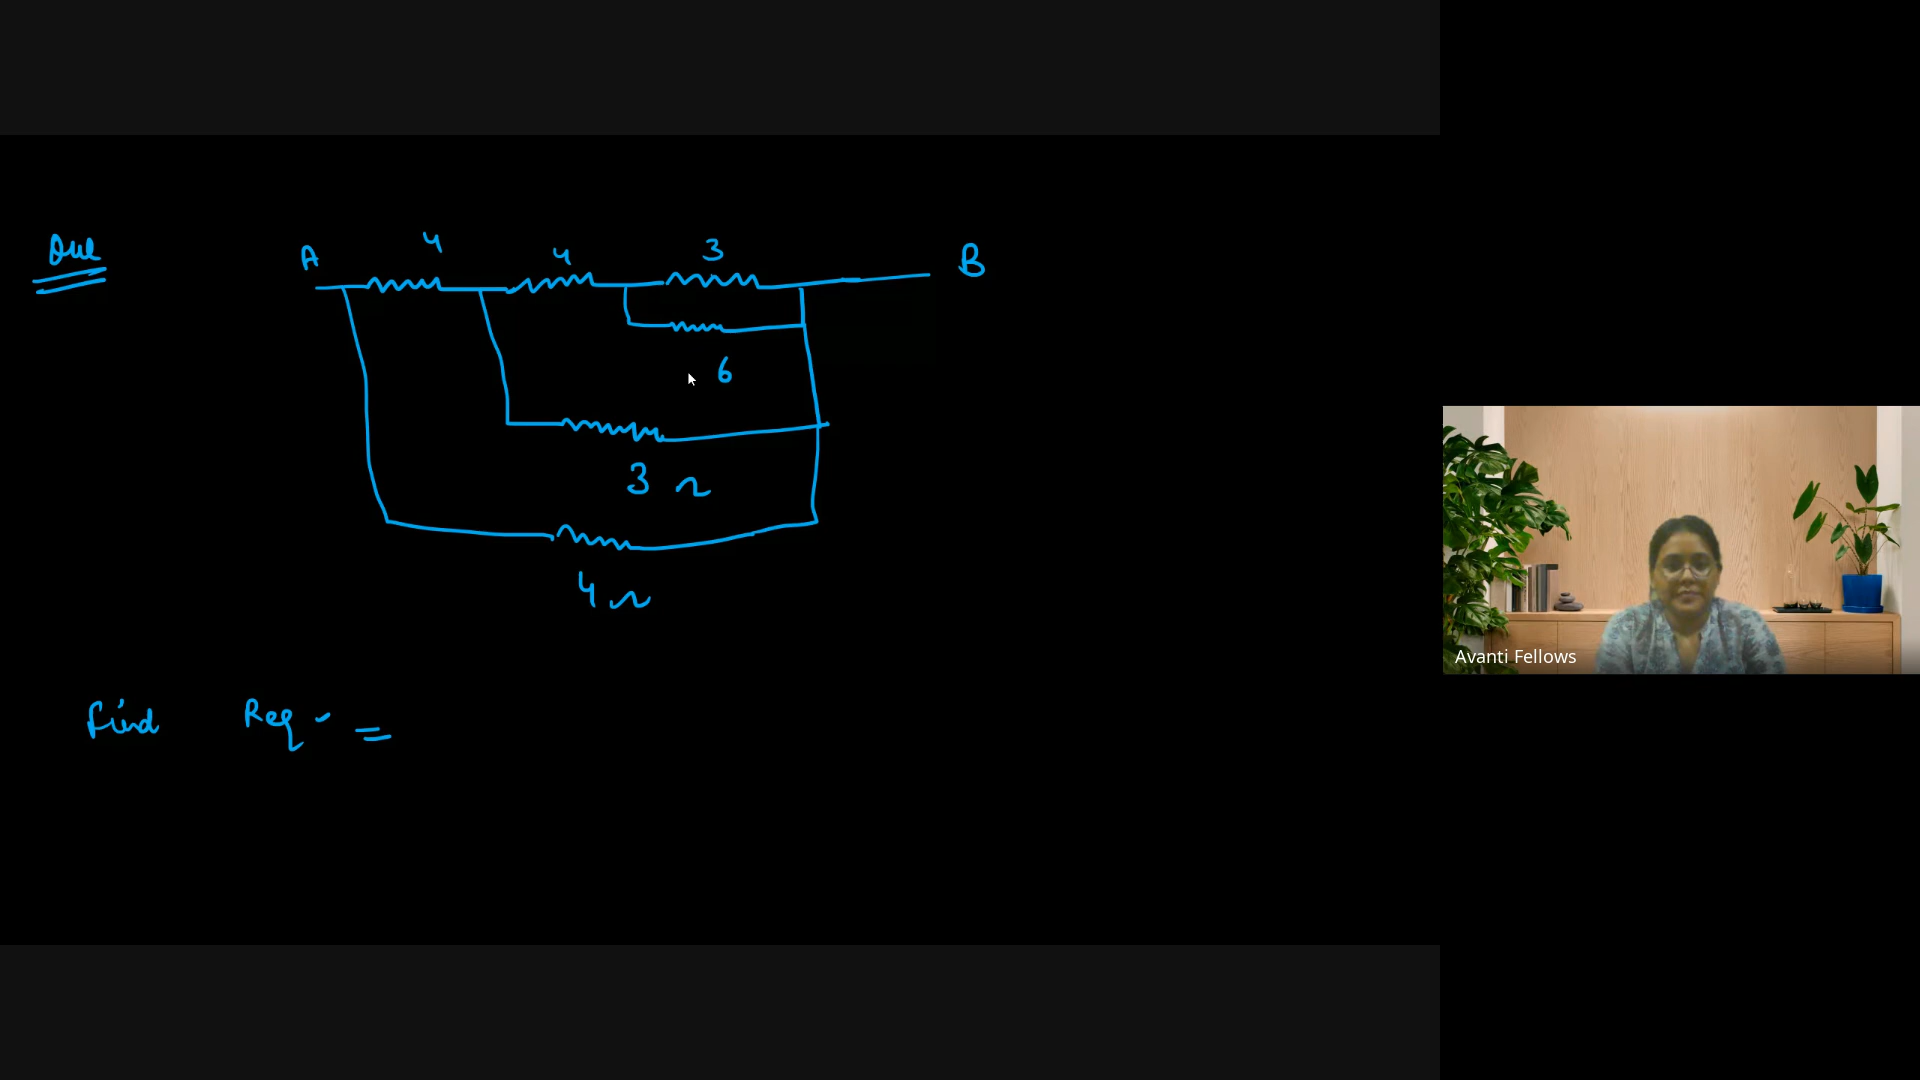 Que
A 4 4 3 B
6
3 Ω
4 Ω
Find Req =
Avanti Fellows